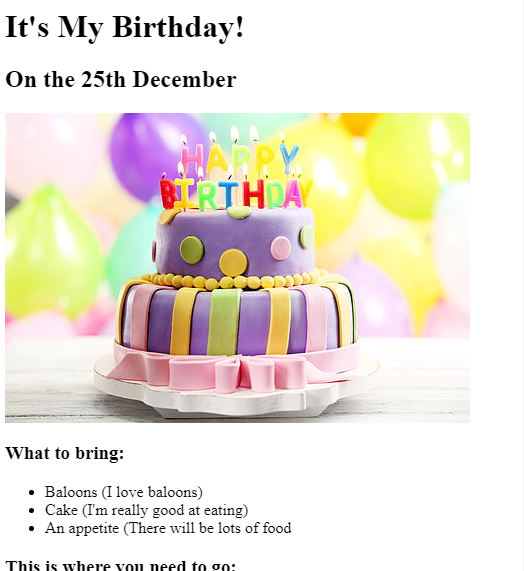 It's My Birthday!
On the 25th December
HAPPY
BIRTHDAY
What to bring:
Baloons (I love baloons)
Cake (I'm really good at eating)
An appetite (There will be lots of food
This is where you need to go: